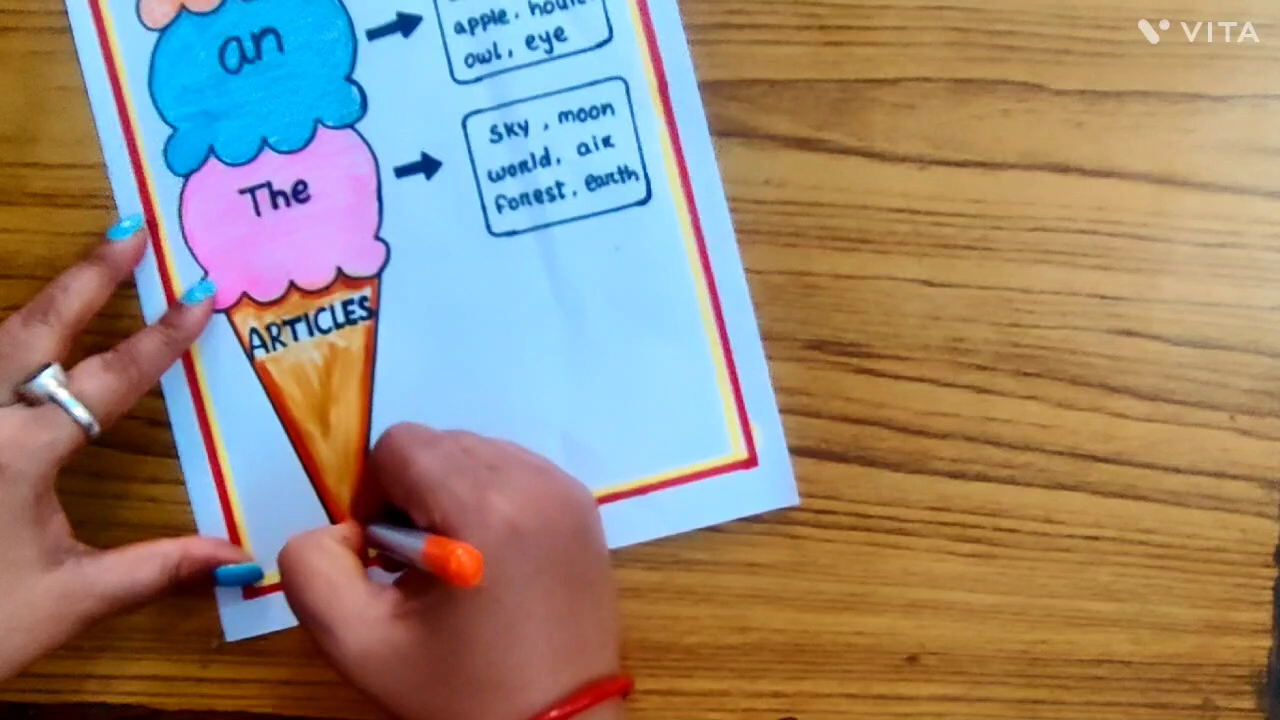 an
apple, house
owl, eye
The
sky, moon
world, air
forest, earth
ARTICLES
VITA